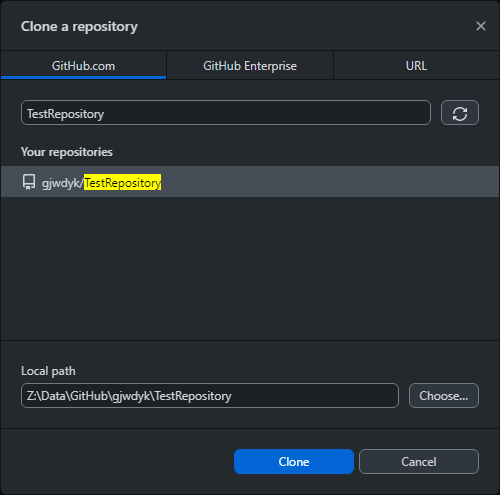 Clone a repository
GitHub.com GitHub Enterprise URL
TestRepository
Your repositories
gjwdyk/TestRepository
Local path
Z:\Data\GitHub\gjwdyk\TestRepository Choose...
Clone Cancel